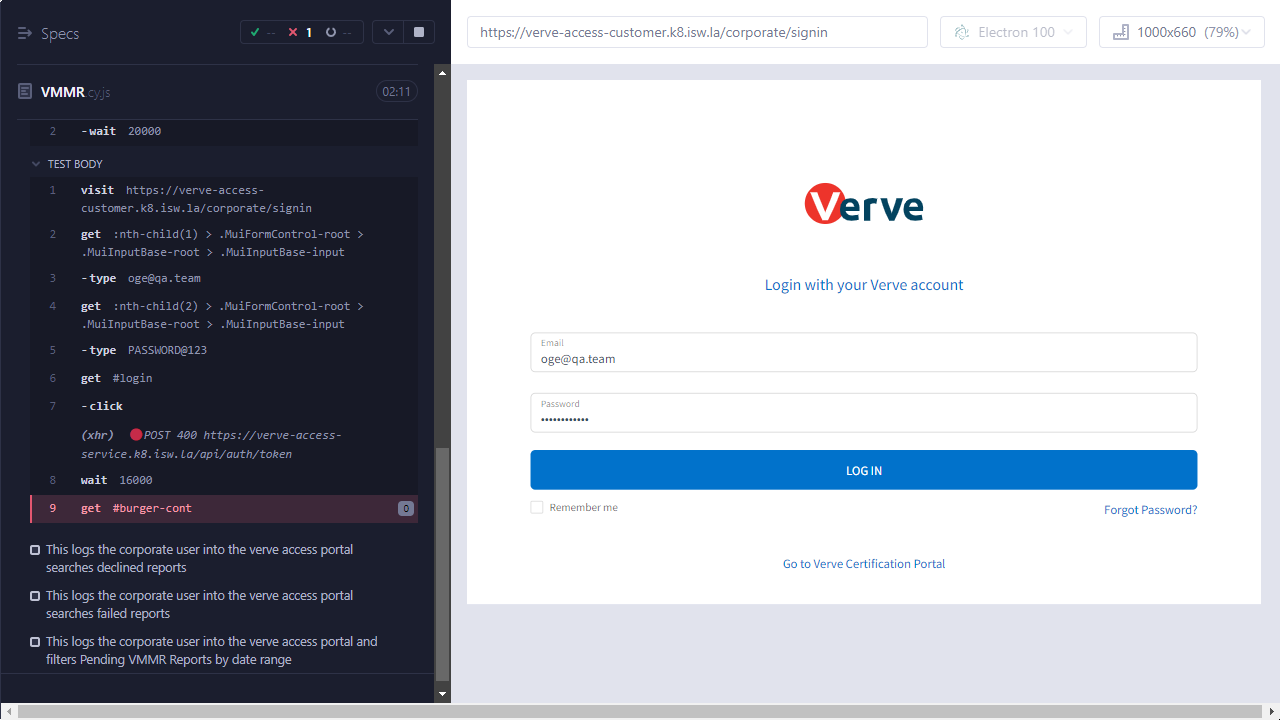 Specs
-- 1 --
VMMR.cy.js
02:11
2 -wait 20000
TEST BODY
1 visit https://verve-access-
customer.k8.isw.la/corporate/signin
2 get :nth-child(1) > .MuiFormControl-root >
.MuiInputBase-root > .MuiInputBase-input
3 -type oge@qa.team
4 get :nth-child(2) > .MuiFormControl-root >
.MuiInputBase-root > .MuiInputBase-input
5 -type PASSWORD@123
6 get #login
7 -click
(xhr) POST 400 https://verve-access-
service.k8.isw.la/api/auth/token
8 wait 16000
9 get #burger-cont 0
This logs the corporate user into the verve access portal
searches declined reports
This logs the corporate user into the verve access portal
searches failed reports
This logs the corporate user into the verve access portal and
filters Pending VMMR Reports by date range
https://verve-access-customer.k8.isw.la/corporate/signin
Electron 100
1000x660 (79%)
Verve
Login with your Verve account
Email
oge@qa.team
Password
••••••••••••
LOG IN
Remember me
Forgot Password?
Go to Verve Certification Portal